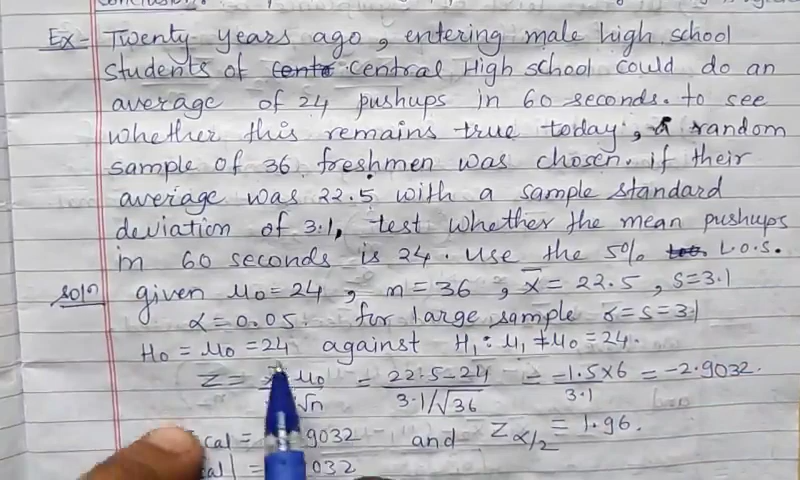 Ex- Twenty years ago, entering male high school
students of central High school could do an
average of 24 pushups in 60 seconds. to see
whether this remains true today, a random
sample of 36 freshmen was chosen. if their
average was 22.5 with a sample standard
deviation of 3.1, test whether the mean pushups
in 60 seconds is 24. Use the 5% L.O.S.
soln given μ0 = 24, n = 36, x̄ = 22.5, s = 3.1
α = 0.05. for large sample σ = s = 3.1
H0 = μ0 = 24 against H1 : μ1 ≠ μ0 = 24.
Z = μ0 / √n = 22.5-24 / 3.1/√36 = -1.5×6 / 3.1 = -2.9032.
cal = 9032 and Zα/2 = 1.96.
cal| = 032